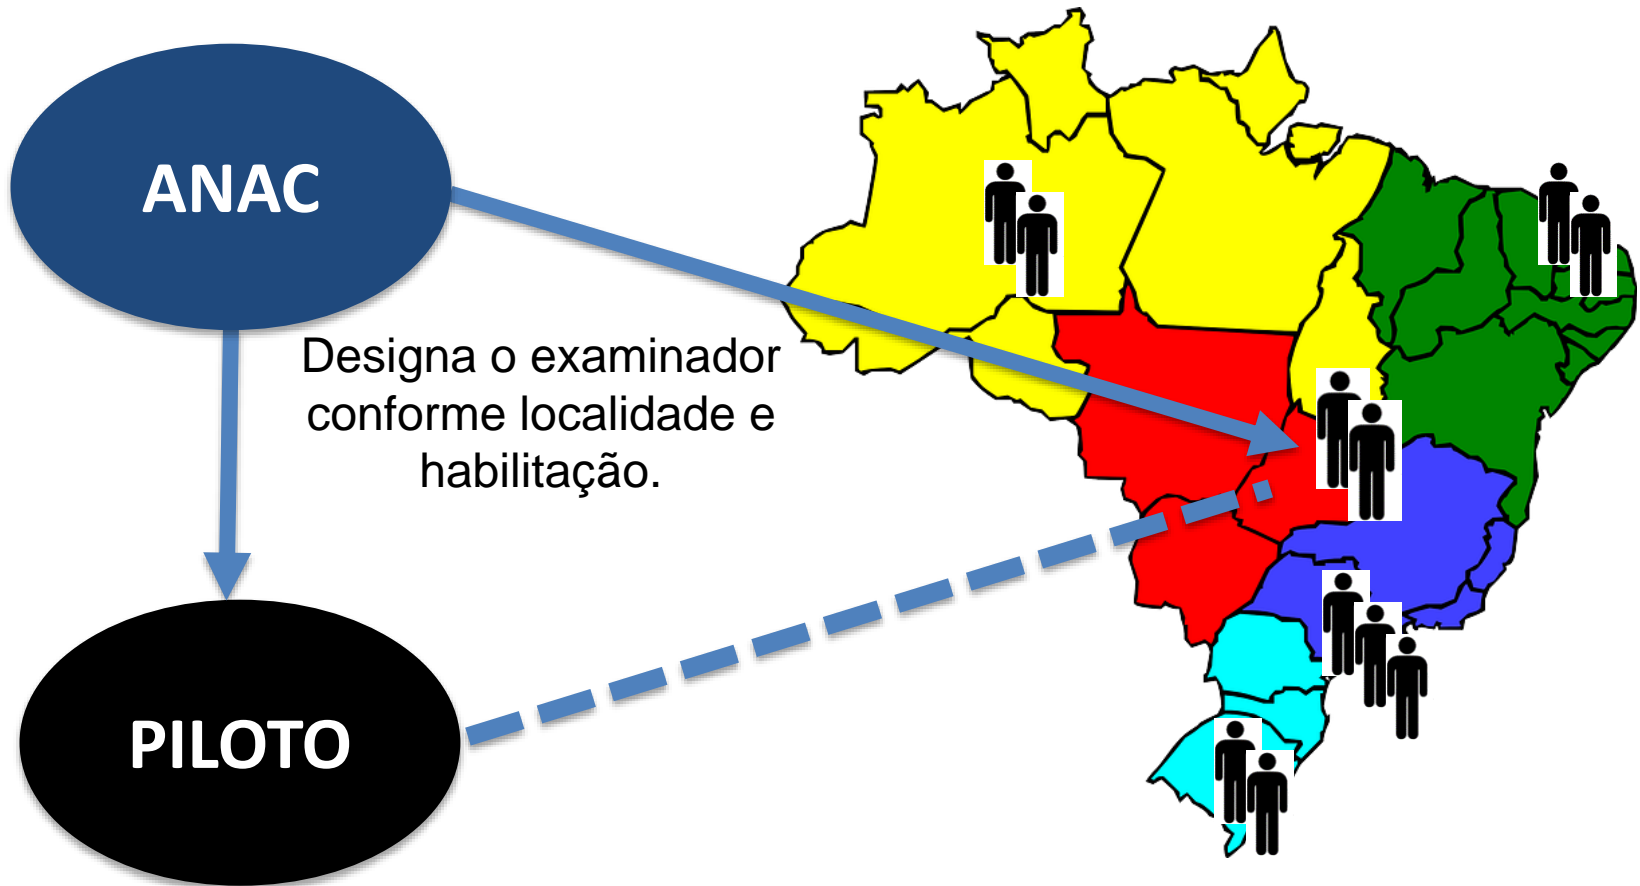 ANAC
Designa o examinador
conforme localidade e
habilitação.
PILOTO